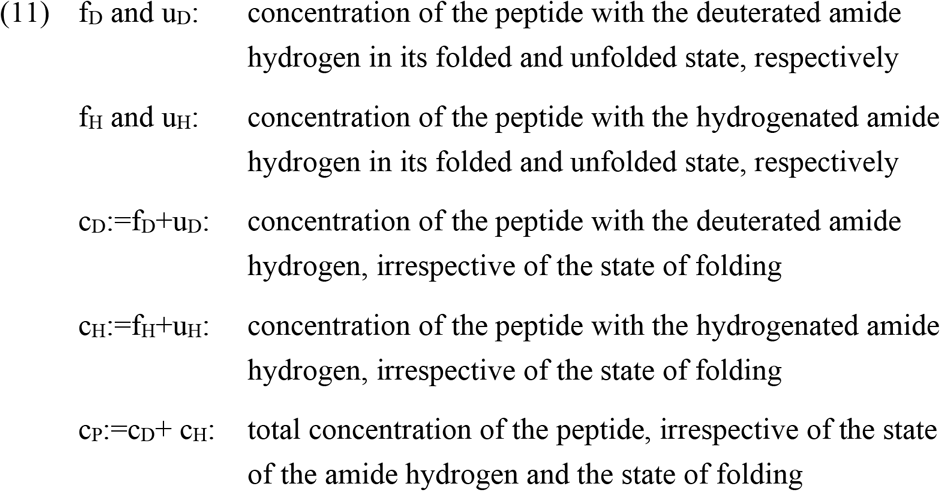 (11) f_D and u_D: concentration of the peptide with the deuterated amide
hydrogen in its folded and unfolded state, respectively
f_H and u_H: concentration of the peptide with the hydrogenated amide
hydrogen in its folded and unfolded state, respectively
c_D:=f_D+u_D: concentration of the peptide with the deuterated amide
hydrogen, irrespective of the state of folding
c_H:=f_H+u_H: concentration of the peptide with the hydrogenated amide
hydrogen, irrespective of the state of folding
c_P:=c_D+ c_H: total concentration of the peptide, irrespective of the state
of the amide hydrogen and the state of folding